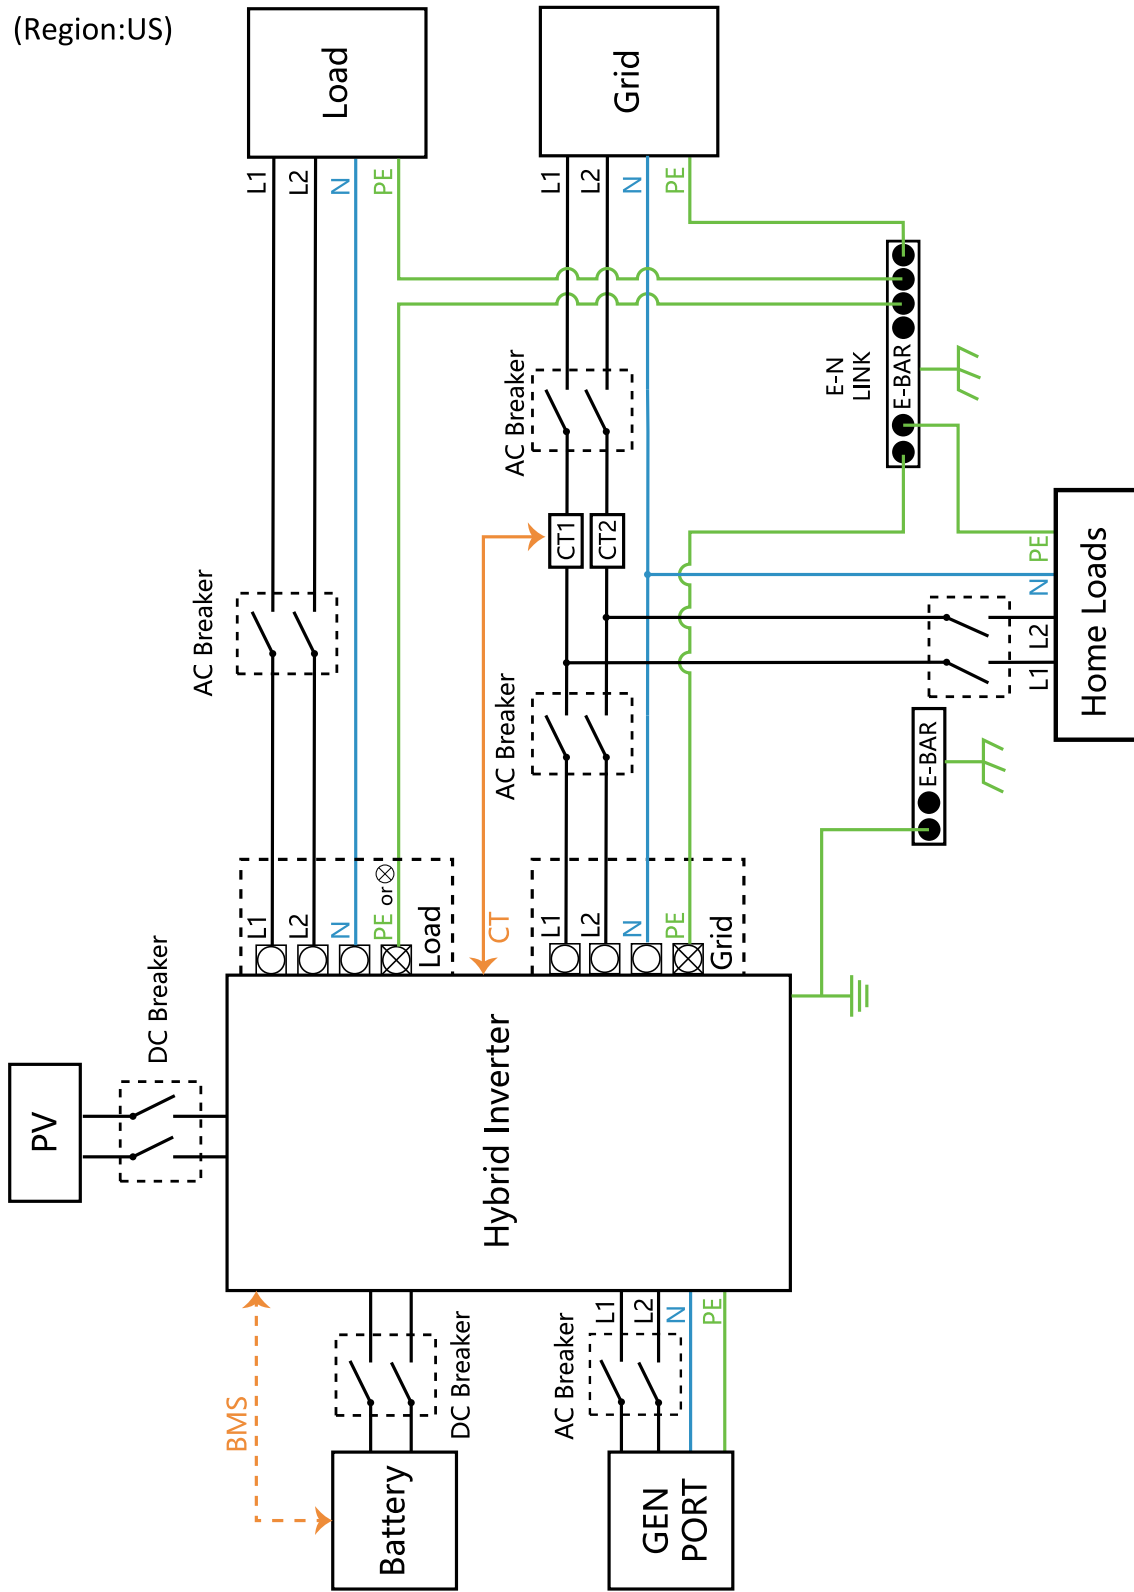 (Region:US)
Load
Grid
L1
L2
N
PE
L1
L2
N
PE
E-N
LINK
E-BAR
AC Breaker
CT1
CT2
AC Breaker
PE
N
L2
L1
Home Loads
AC Breaker
E-BAR
L1
L2
N
PE or
Load
CT
L1
L2
N
PE
Grid
DC Breaker
PV
Hybrid Inverter
BMS
DC Breaker
Battery
AC Breaker
L1
L2
N
PE
GEN
PORT